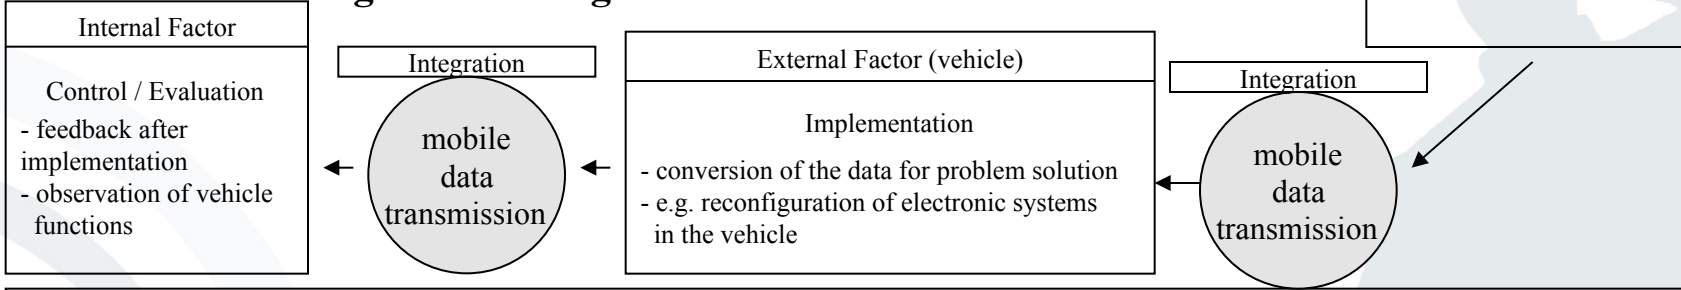 Internal Factor
Control / Evaluation
- feedback after
implementation
- observation of vehicle
functions
Integration
mobile
data
transmission
External Factor (vehicle)
Implementation
- conversion of the data for problem solution
- e.g. reconfiguration of electronic systems
in the vehicle
Integration
mobile
data
transmission